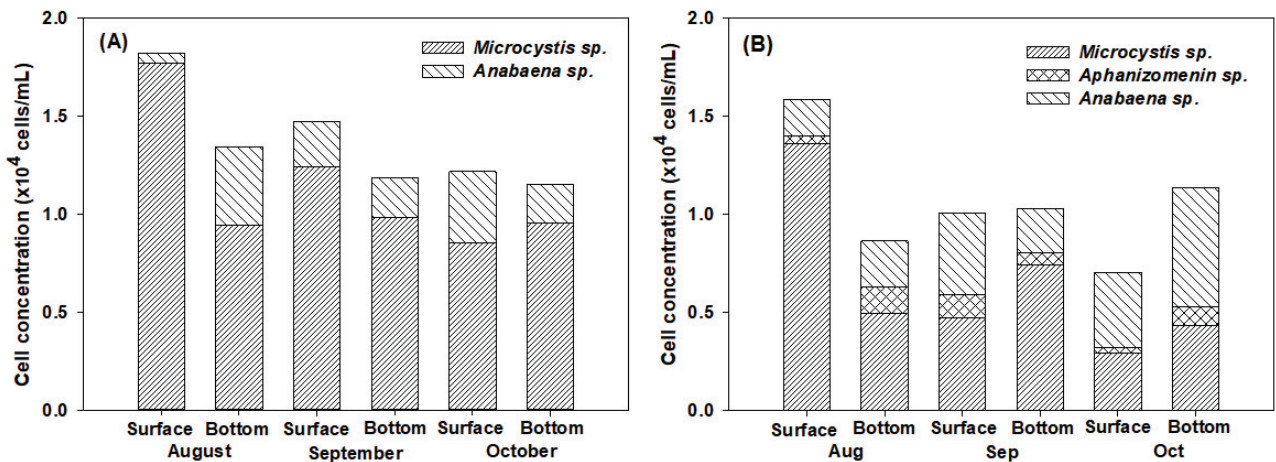 (A)
Microcystis sp.
Anabaena sp.
Cell concentration (x10⁴ cells/mL)
2.0
1.5
1.0
0.5
0.0
Surface Bottom Surface Bottom Surface Bottom
August September October
(B)
Microcystis sp.
Aphanizomenin sp.
Anabaena sp.
Cell concentration (x10⁴ cells/mL)
2.0
1.5
1.0
0.5
0.0
Surface Bottom Surface Bottom Surface Bottom
Aug Sep Oct